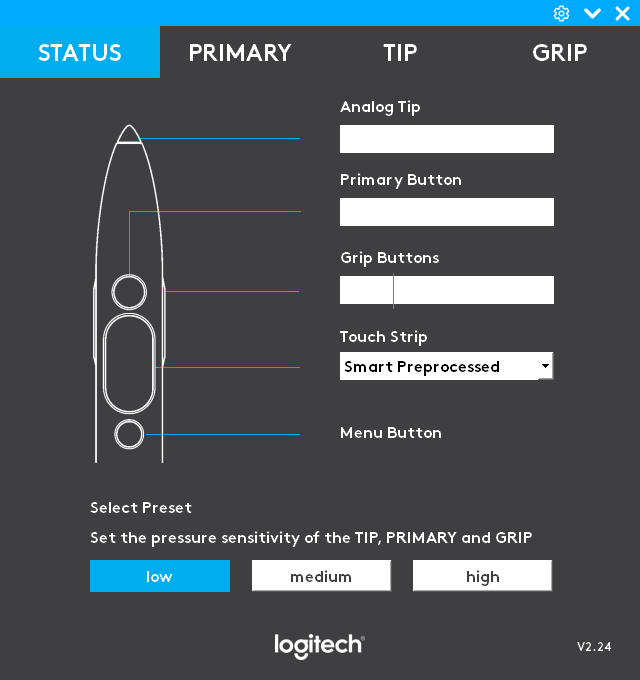 STATUS PRIMARY TIP GRIP
Analog Tip
Primary Button
Grip Buttons
Touch Strip
Smart Preprocessed
Menu Button
Select Preset
Set the pressure sensitivity of the TIP, PRIMARY and GRIP
low medium high
logitech®
V2.24